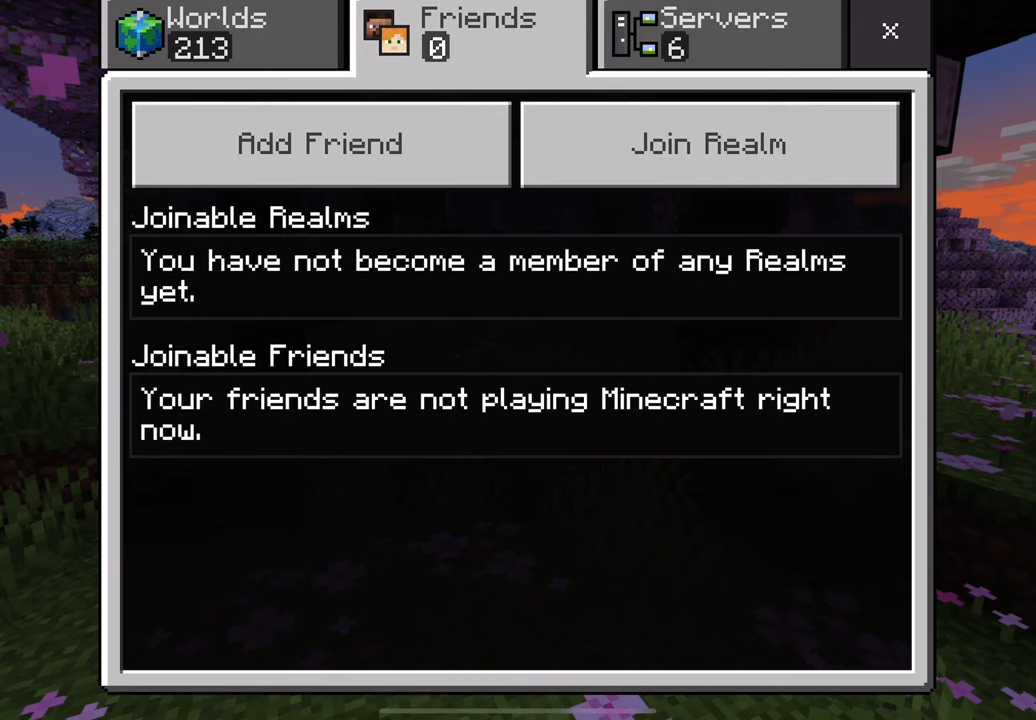 Worlds
213
Friends
0
Servers
6
Add Friend
Join Realm
Joinable Realms
You have not become a member of any Realms
yet.
Joinable Friends
Your friends are not playing Minecraft right
now.